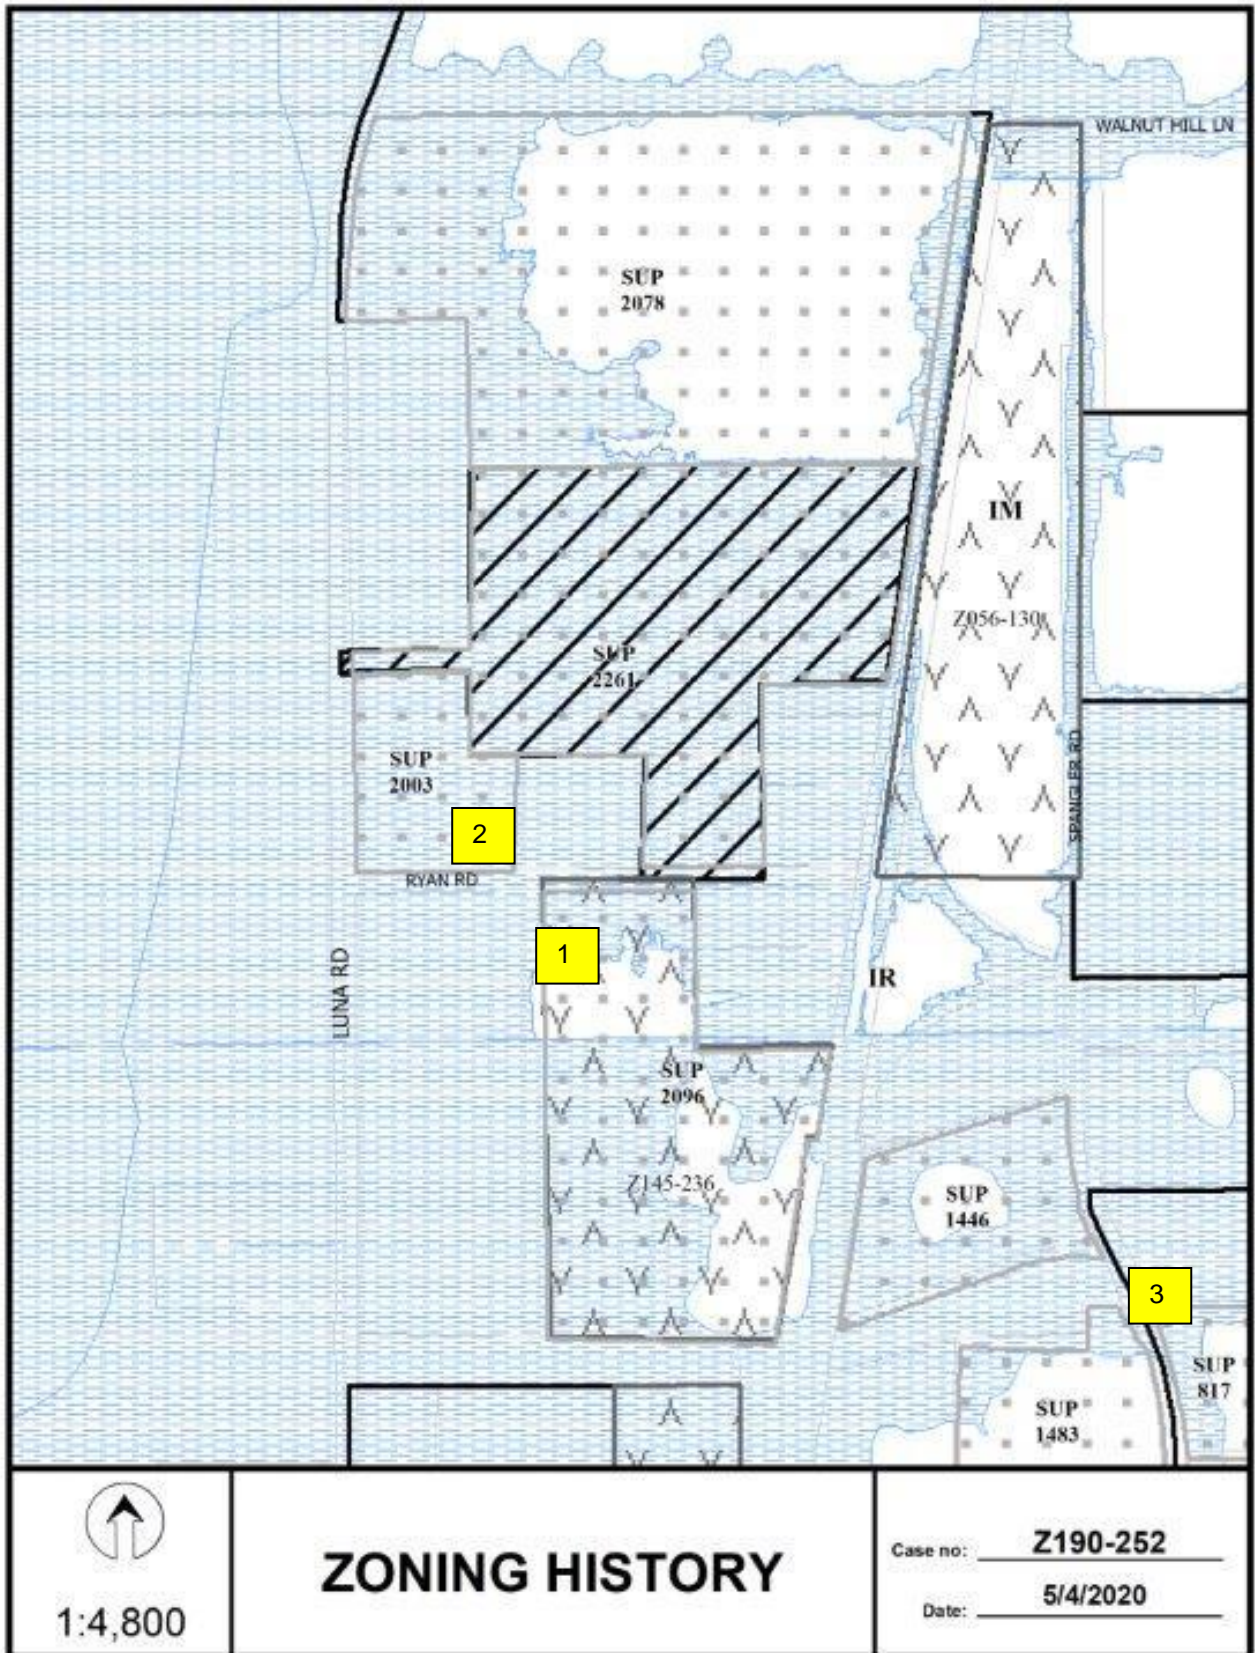 WALNUT HILL LN
SUP
2078
IM
Z056-130
SUP
2261
SPANGLER RD
SUP
2003
2
RYAN RD
1
LUNA RD
IR
SUP
2096
Z145-236
SUP
1446
3
SUP
817
SUP
1483
1:4,800
ZONING HISTORY
Case no: Z190-252
Date: 5/4/2020